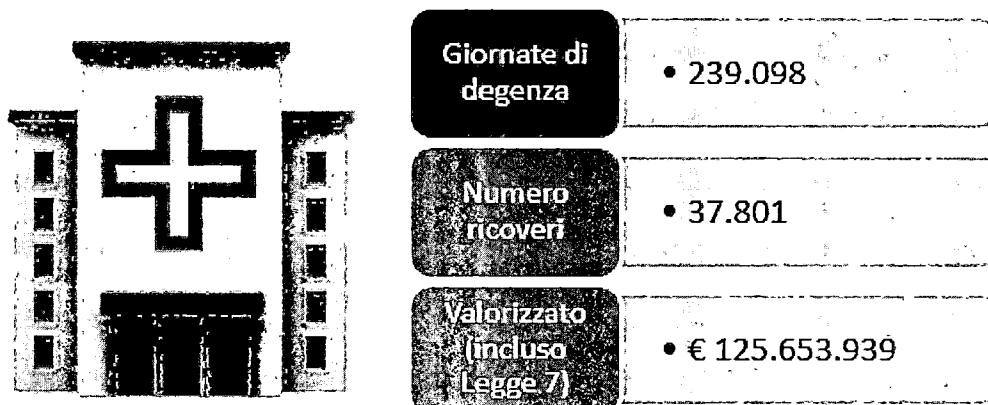 Giornate di
degenza
• 239.098
Numero
ricoveri
• 37.801
Valorizzato
(incluso
Legge 7)
• € 125.653.939